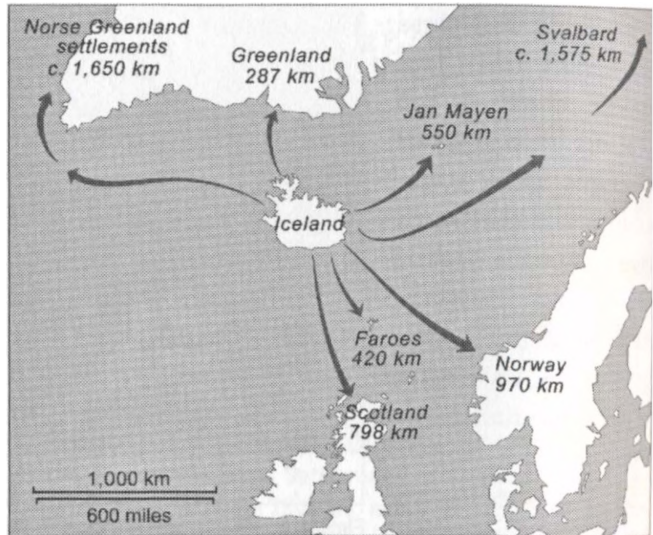 Norse Greenland
settlements
c. 1,650 km
Greenland
287 km
Svalbard
c. 1,575 km
Jan Mayen
550 km
Iceland
Faroes
420 km
Norway
970 km
Scotland
798 km
1,000 km
600 miles